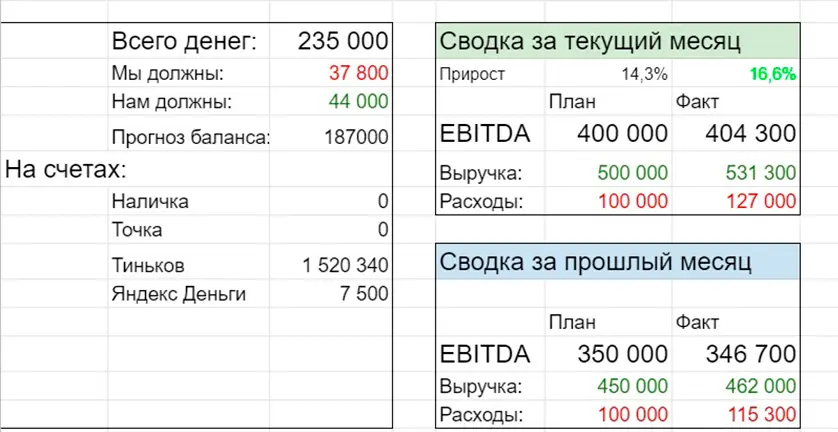 Всего денег: 235 000
Мы должны: 37 800
Нам должны: 44 000
Прогноз баланса: 187000
На счетах:
Наличка 0
Точка 0
Тиньков 1 520 340
Яндекс Деньги 7 500
Сводка за текущий месяц
Прирост 14,3% 16,6%
План Факт
EBITDA 400 000 404 300
Выручка: 500 000 531 300
Расходы: 100 000 127 000
Сводка за прошлый месяц
План Факт
EBITDA 350 000 346 700
Выручка: 450 000 462 000
Расходы: 100 000 115 300